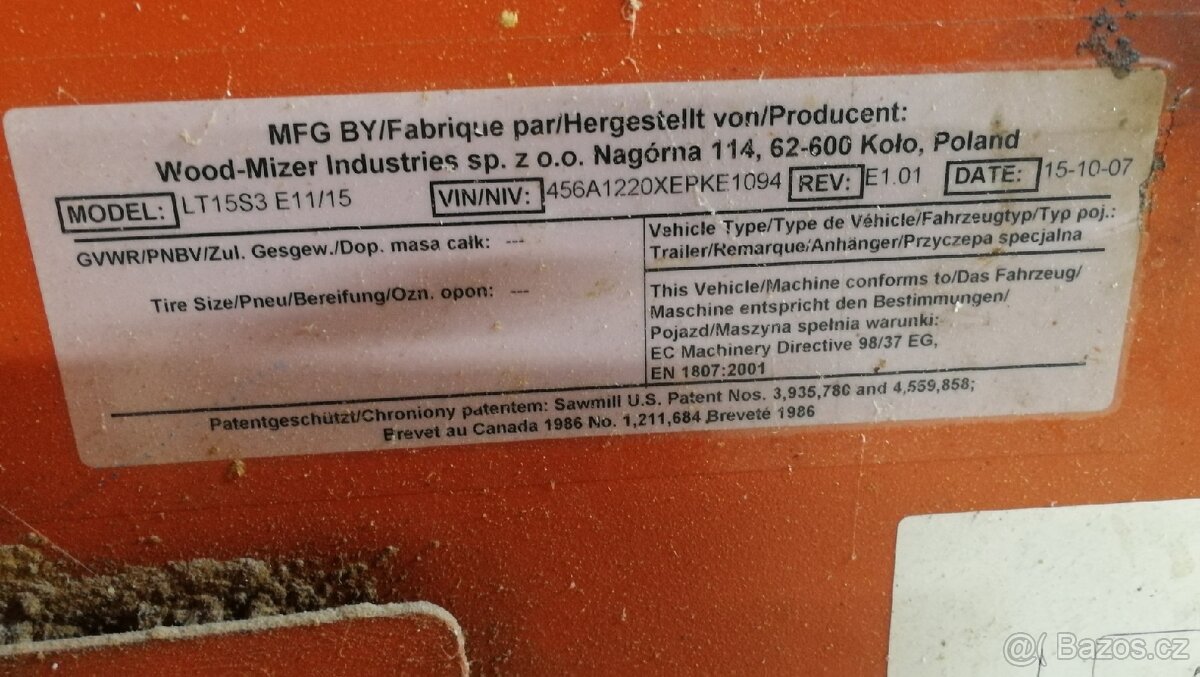 MFG BY/Fabrique par/Hergestellt von/Producent:
Wood-Mizer Industries sp. z o.o. Nagórna 114, 62-600 Koło, Poland
MODEL: LT15S3 E11/15 VIN/NIV: 456A1220XEPKE1094 REV: E1.01 DATE: 15-10-07
GVWR/PNBV/Zul. Gesgew./Dop. masa całk: ---
Tire Size/Pneu/Bereifung/Ozn. opon: ---
Vehicle Type/Type de Véhicle/Fahrzeugtyp/Typ poj.:
Trailer/Remarque/Anhänger/Przyczepa specjalna
This Vehicle/Machine conforms to/Das Fahrzeug/
Maschine entspricht den Bestimmungen/
Pojazd/Maszyna spełnia warunki:
EC Machinery Directive 98/37 EG,
EN 1807:2001
Patentgeschützt/Chroniony patentem: Sawmill U.S. Patent Nos. 3,935,780 and 4,559,858;
Brevet au Canada 1986 No. 1,211,684 Breveté 1986
@( Bazos.cz